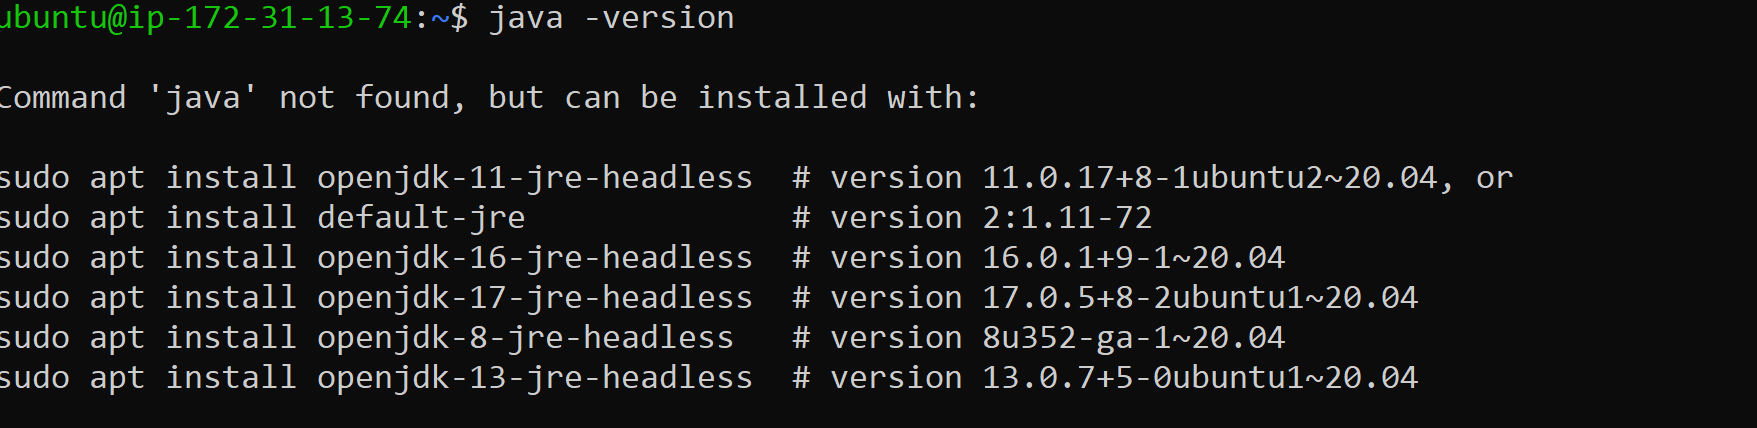 ubuntu@ip-172-31-13-74:~$ java -version
Command 'java' not found, but can be installed with:
sudo apt install openjdk-11-jre-headless  # version 11.0.17+8-1ubuntu2~20.04, or
sudo apt install default-jre              # version 2:1.11-72
sudo apt install openjdk-16-jre-headless  # version 16.0.1+9-1~20.04
sudo apt install openjdk-17-jre-headless  # version 17.0.5+8-2ubuntu1~20.04
sudo apt install openjdk-8-jre-headless   # version 8u352-ga-1~20.04
sudo apt install openjdk-13-jre-headless  # version 13.0.7+5-0ubuntu1~20.04